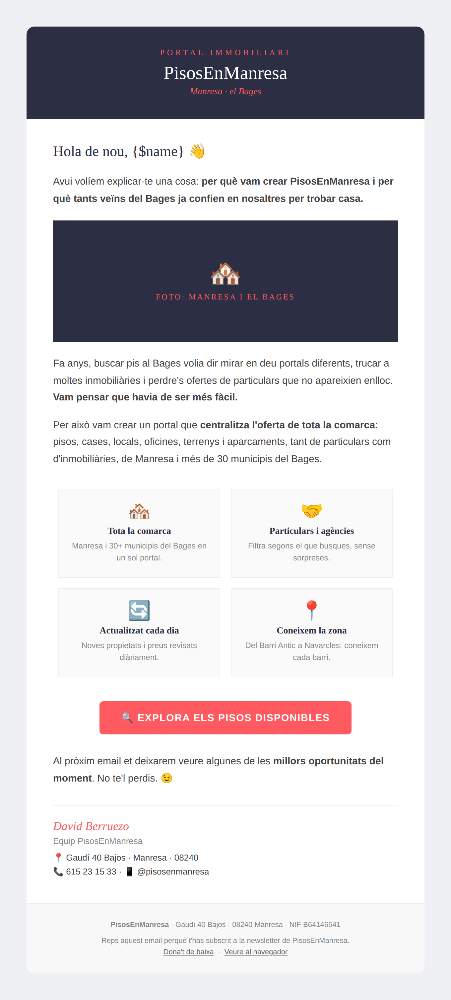 PORTAL IMMOBILIARI
PisosEnManresa
Manresa · el Bages
Hola de nou, {$name} 👋
Avui volíem explicar-te una cosa: per què vam crear PisosEnManresa i per
què tants veïns del Bages ja confien en nosaltres per trobar casa.
FOTO: MANRESA I EL BAGES
Fa anys, buscar pis al Bages volia dir mirar en deu portals diferents, trucar a
moltes inmobiliàries i perdre's ofertes de particulars que no apareixien enlloc.
Vam pensar que havia de ser més fàcil.
Per això vam crear un portal que centralitza l'oferta de tota la comarca:
pisos, cases, locals, oficines, terrenys i aparcaments, tant de particulars com
d'inmobiliàries, de Manresa i més de 30 municipis del Bages.
Tota la comarca
Manresa i 30+ municipis del Bages en
un sol portal.
Particulars i agències
Filtra segons el que busques, sense
sorpreses.
Actualitzat cada dia
Noves propietats i preus revisats
diàriament.
Coneixem la zona
Del Barri Antic a Navarcles: coneixem
cada barri.
🔍 EXPLORA ELS PISOS DISPONIBLES
Al pròxim email et deixarem veure algunes de les millors oportunitats del
moment. No te'l perdis. 😉
David Berruezo
Equip PisosEnManresa
📍 Gaudí 40 Bajos · Manresa · 08240
📞 615 23 15 33 · 📱 @pisosenmanresa
PisosEnManresa · Gaudí 40 Bajos · 08240 Manresa · NIF B64146541
Reps aquest email perquè t'has subscrit a la newsletter de PisosEnManresa.
Dona't de baixa · Veure al navegador